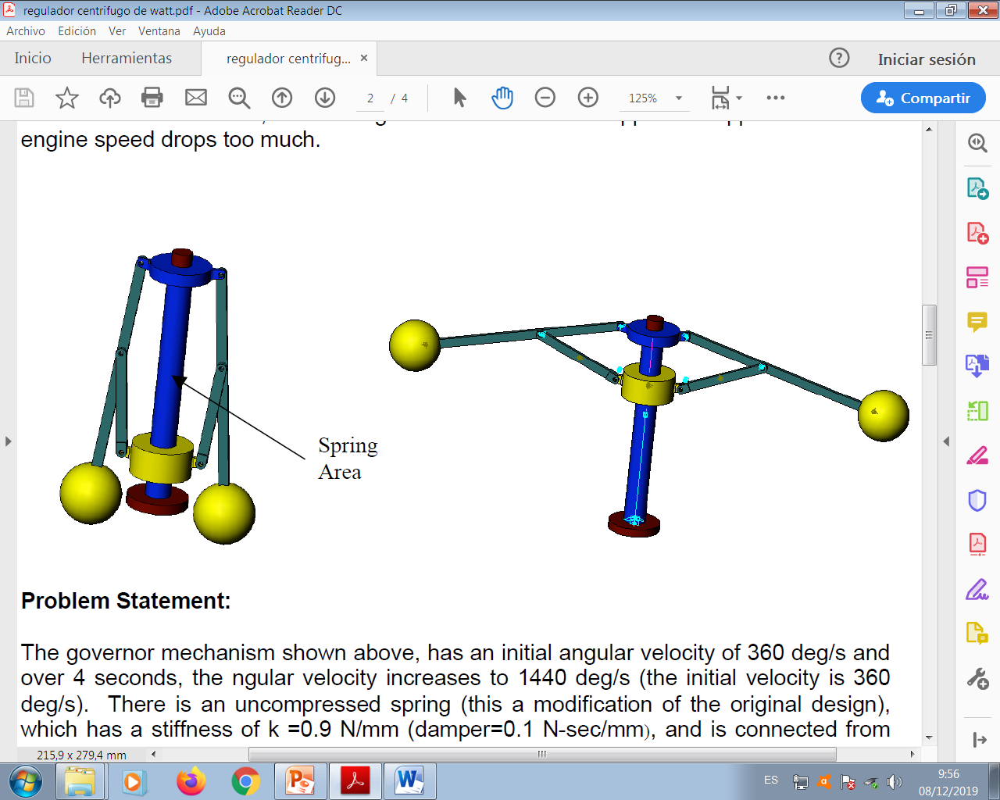 regulador centrifugo de watt.pdf - Adobe Acrobat Reader DC
Archivo Edición Ver Ventana Ayuda
Inicio Herramientas regulador centrifug... × Iniciar sesión
2 / 4 125% Compartir
engine speed drops too much.
Spring
Area
Problem Statement:
The governor mechanism shown above, has an initial angular velocity of 360 deg/s and
over 4 seconds, the ngular velocity increases to 1440 deg/s (the initial velocity is 360
deg/s). There is an uncompressed spring (this a modification of the original design),
which has a stiffness of k =0.9 N/mm (damper=0.1 N-sec/mm), and is connected from
215,9 x 279,4 mm
ES 9:56
08/12/2019